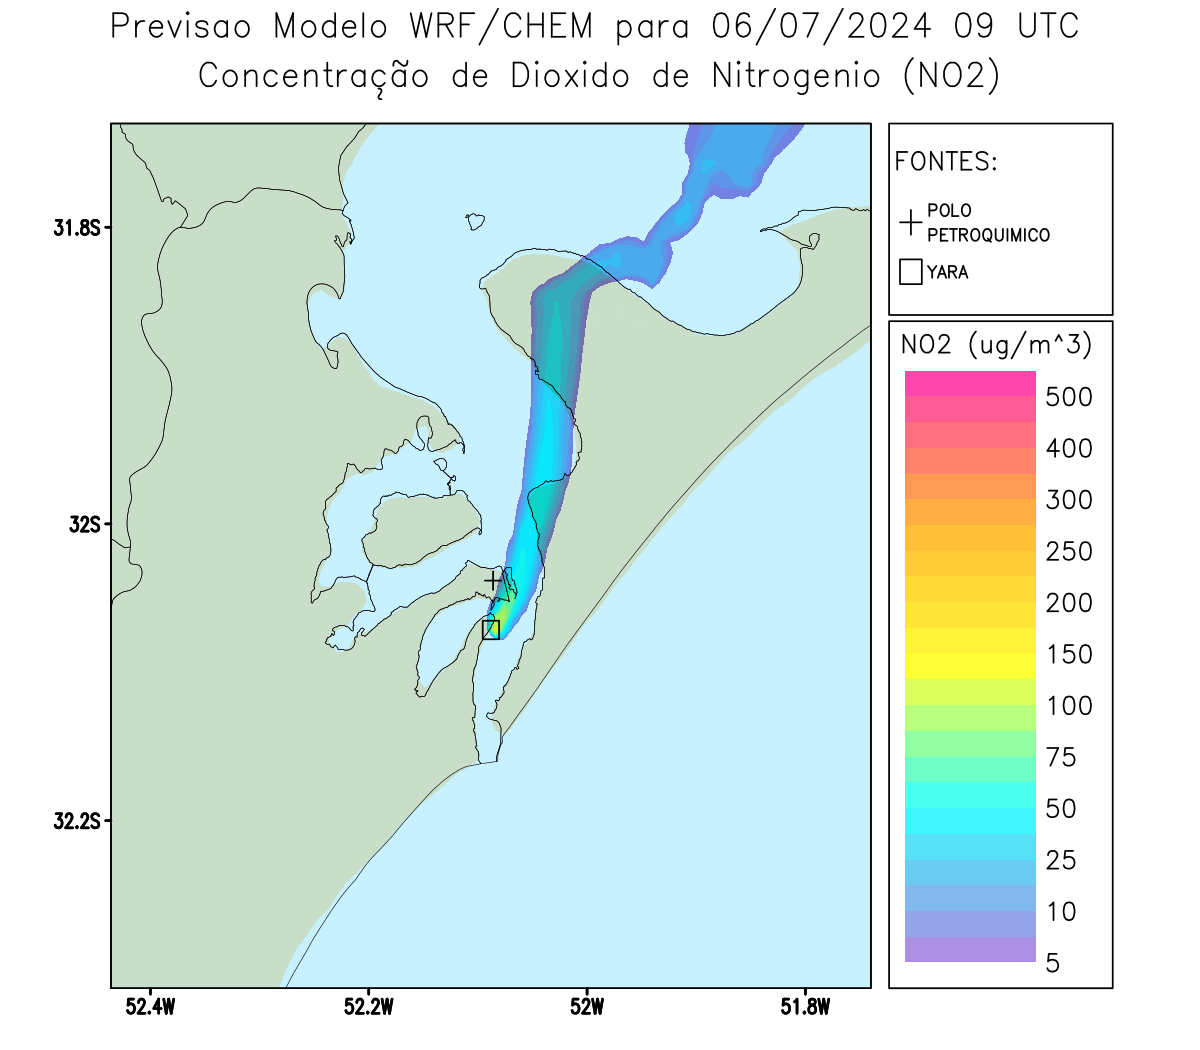 Previsao Modelo WRF/CHEM para 06/07/2024 09 UTC
Concentração de Dioxido de Nitrogenio (NO2)
FONTES:
POLO
PETROQUIMICO
YARA
NO2 (ug/m^3)
500
400
300
250
200
150
100
75
50
25
10
5
31.8S
32S
32.2S
52.4W
52.2W
52W
51.8W